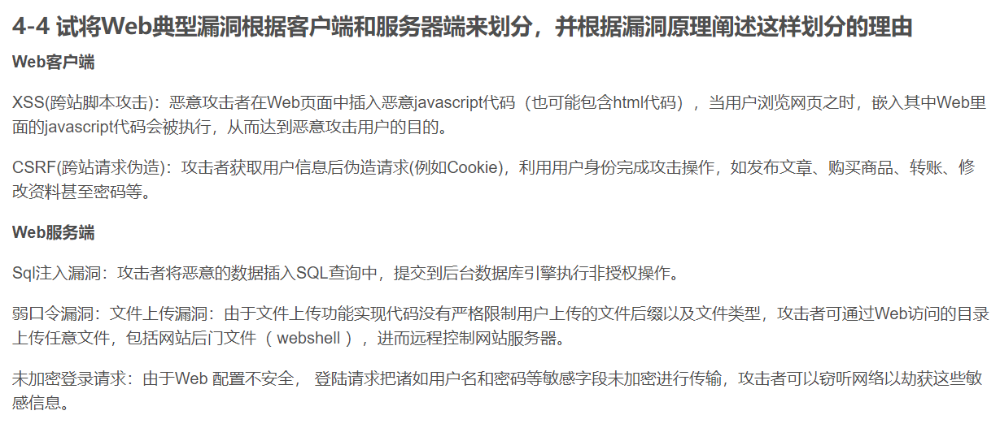 4-4 试将Web典型漏洞根据客户端和服务器端来划分，并根据漏洞原理阐述这样划分的理由
Web客户端
XSS(跨站脚本攻击)：恶意攻击者在Web页面中插入恶意javascript代码（也可能包含html代码），当用户浏览网页之时，嵌入其中Web里
面的javascript代码会被执行，从而达到恶意攻击用户的目的。
CSRF(跨站请求伪造)：攻击者获取用户信息后伪造请求(例如Cookie)，利用用户身份完成攻击操作，如发布文章、购买商品、转账、修
改资料甚至密码等。
Web服务端
Sql注入漏洞：攻击者将恶意的数据插入SQL查询中，提交到后台数据库引擎执行非授权操作。
弱口令漏洞：文件上传漏洞：由于文件上传功能实现代码没有严格限制用户上传的文件后缀以及文件类型，攻击者可通过Web访问的目录
上传任意文件，包括网站后门文件（ webshell ），进而远程控制网站服务器。
未加密登录请求：由于Web 配置不安全， 登陆请求把诸如用户名和密码等敏感字段未加密进行传输，攻击者可以窃听网络以劫获这些敏
感信息。